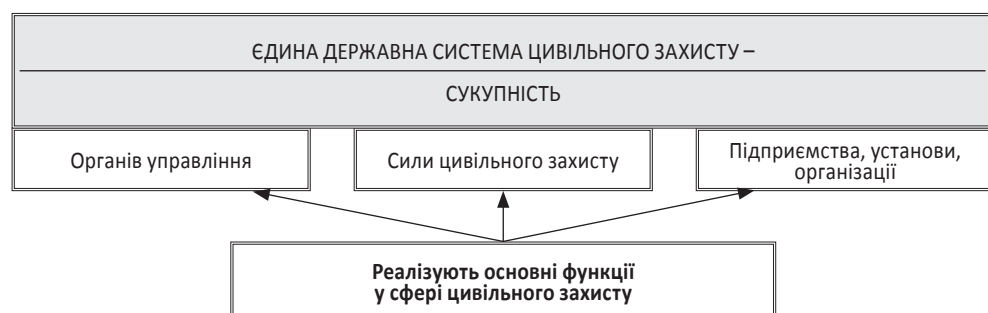 ЄДИНА ДЕРЖАВНА СИСТЕМА ЦИВІЛЬНОГО ЗАХИСТУ –
СУКУПНІСТЬ
Органів управління
Сили цивільного захисту
Підприємства, установи,
організації
Реалізують основні функції
у сфері цивільного захисту